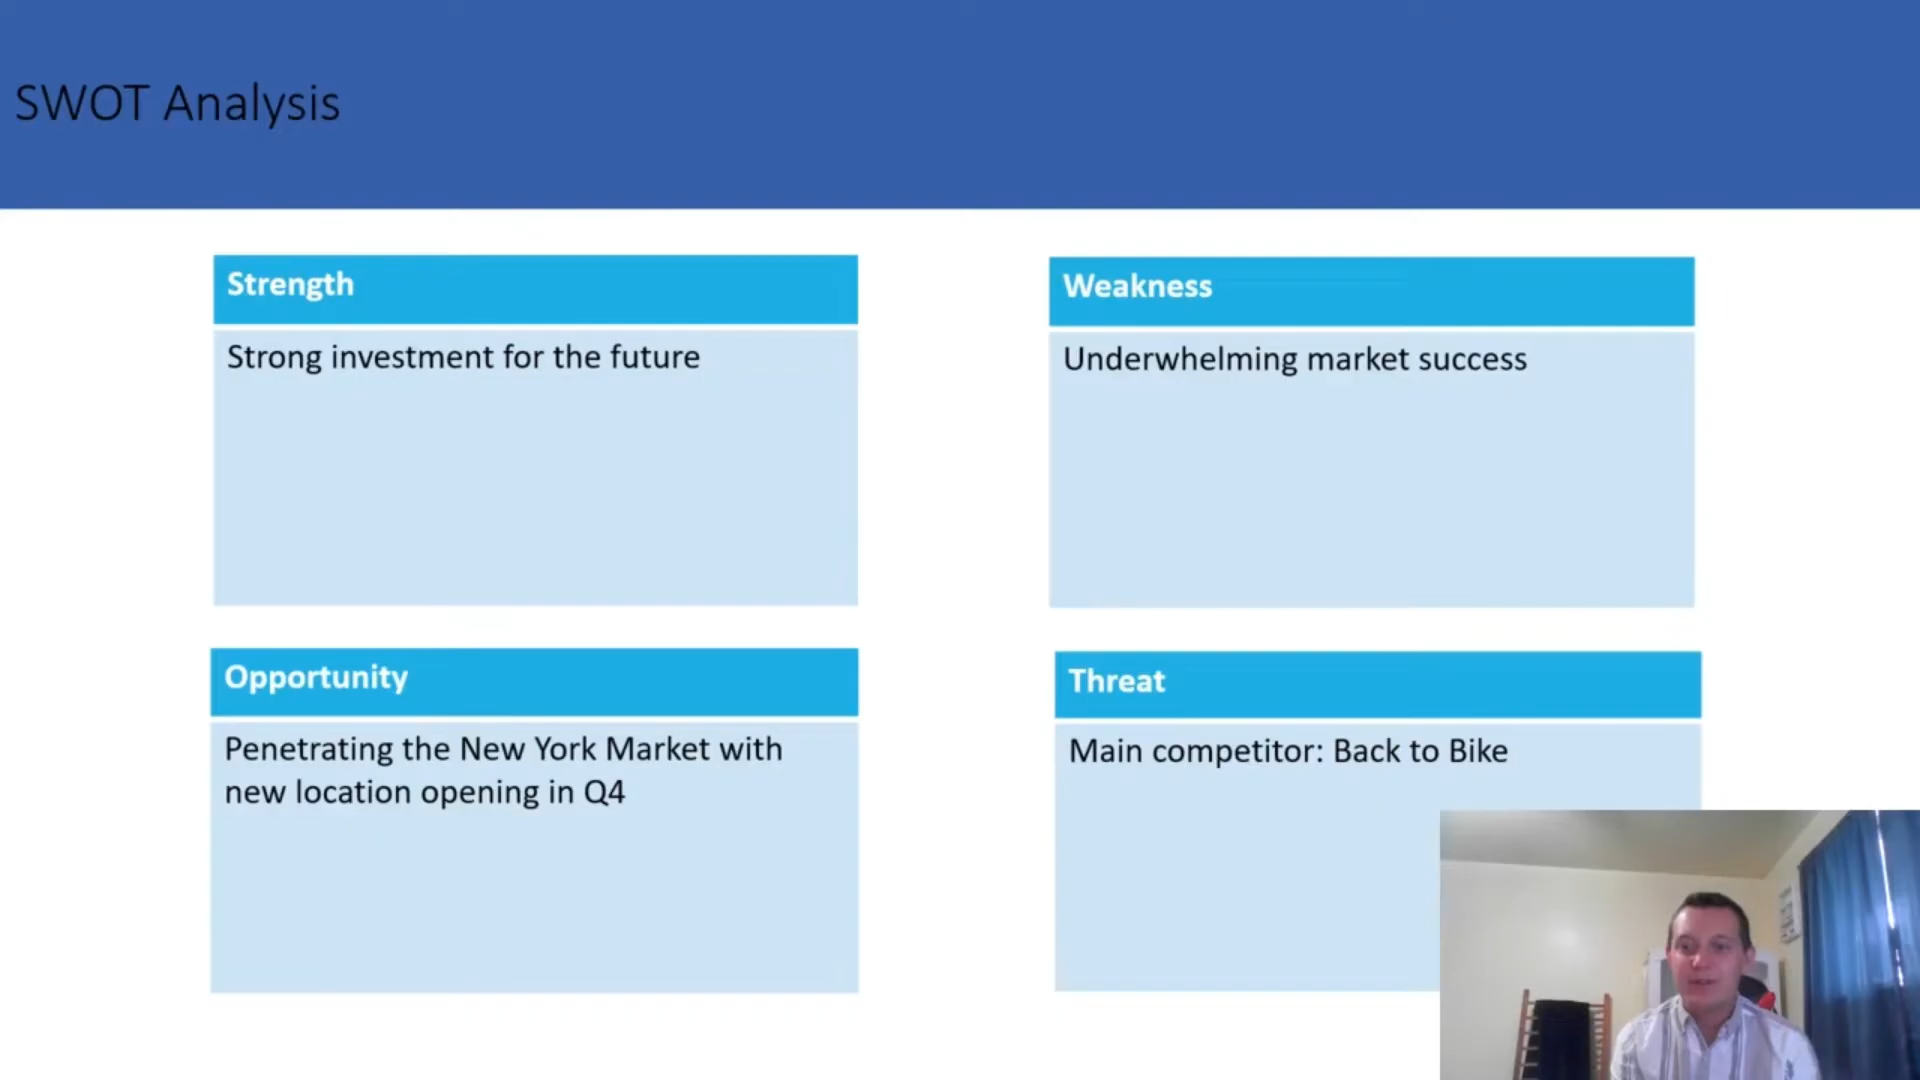 SWOT Analysis
Strength
Strong investment for the future
Weakness
Underwhelming market success
Opportunity
Penetrating the New York Market with
new location opening in Q4
Threat
Main competitor: Back to Bike